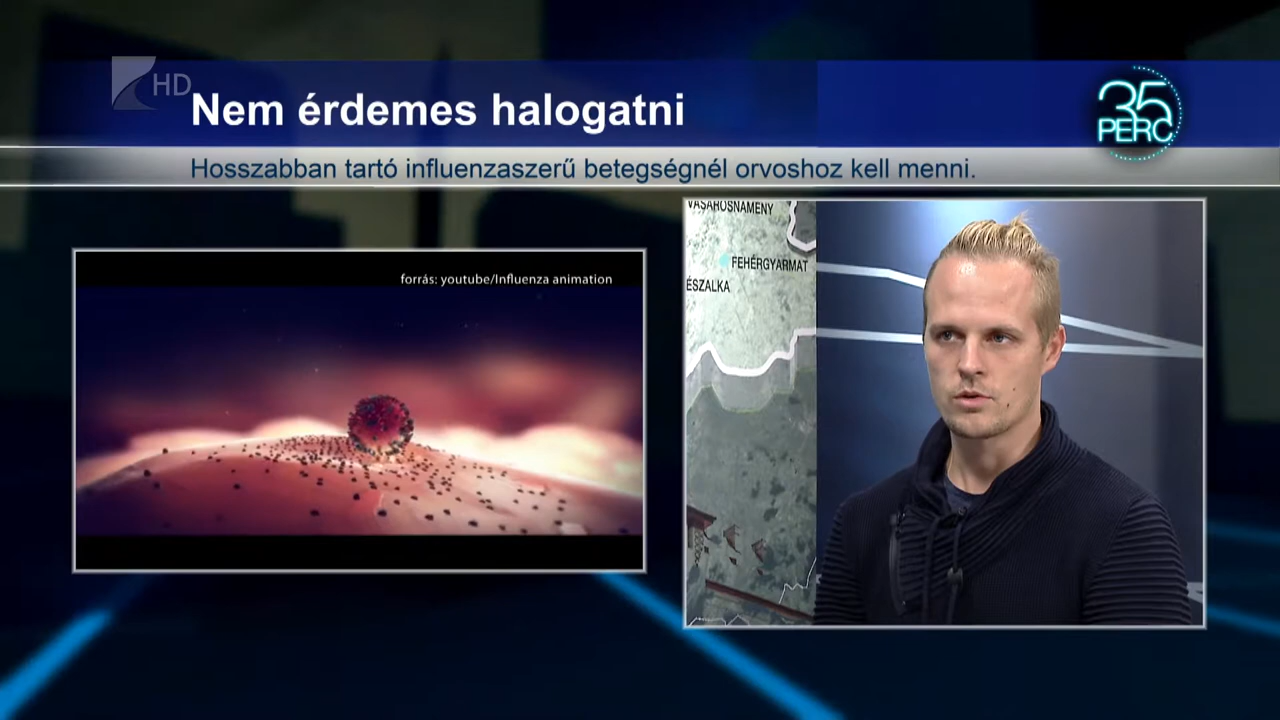 HD
Nem érdemes halogatni
35
PERC
Hosszabban tartó influenzaszerű betegségnél orvoshoz kell menni.
forrás: youtube/Influenza animation
VÁSÁROSNAMÉNY
FEHÉRGYARMAT
ÉSZALKA